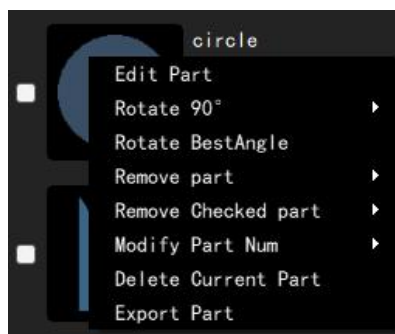 circle
Edit Part
Rotate 90°
Rotate BestAngle
Remove part
Remove Checked part
Modify Part Num
Delete Current Part
Export Part